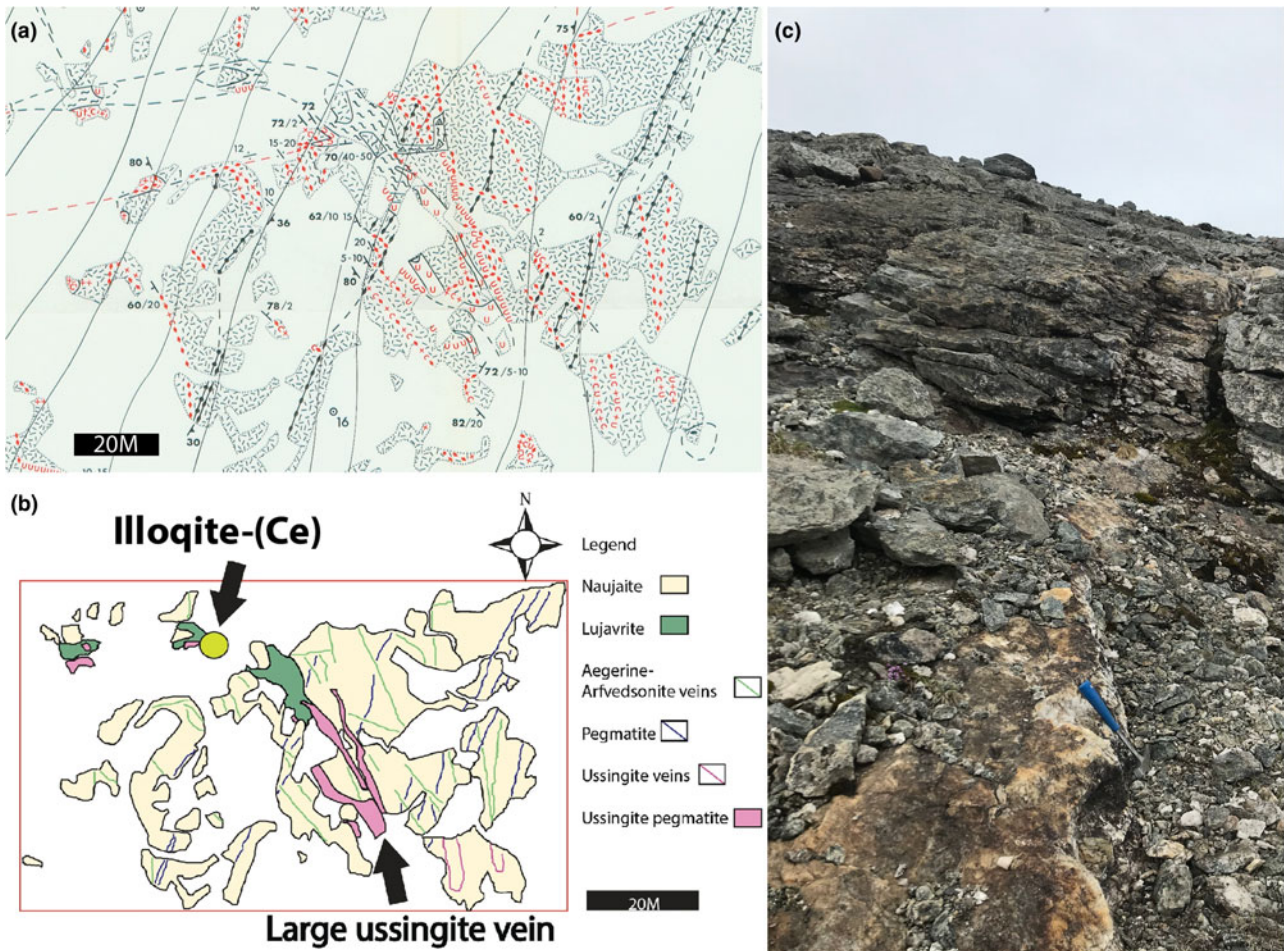 (a)
75
72
72/2
15-20
70/40-50
80
12
10
36
62/10
15
60/2
2
20
5-10
80
2
60/20
78/2
72/5-10
16
82/20
30
20M
10-15
(b)
Illoqite-(Ce)
N
Legend
Naujaite
Lujavrite
Aegerine-
Arfvedsonite veins
Pegmatite
Ussingite veins
Ussingite pegmatite
20M
Large ussingite vein
(c)